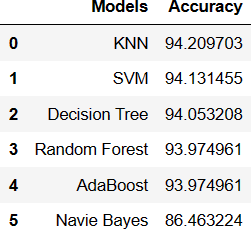 Models Accuracy
0 KNN 94.209703
1 SVM 94.131455
2 Decision Tree 94.053208
3 Random Forest 93.974961
4 AdaBoost 93.974961
5 Navie Bayes 86.463224